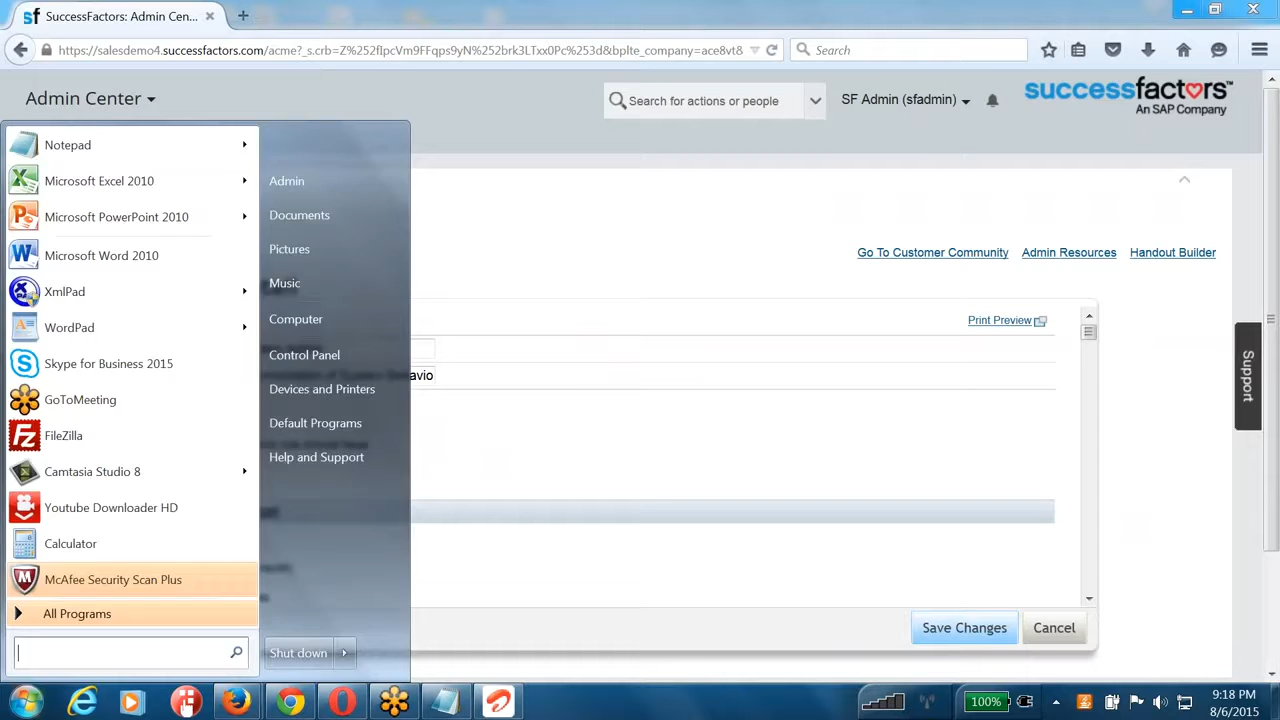 sf SuccessFactors: Admin Cen...
https://salesdemo4.successfactors.com/acme?_s.crb=Z%252fIpcVm9FFqps9yN%252brk3LTxx0Pc%253d&bplte_company=ace8vt8
Search
Admin Center
Search for actions or people
SF Admin (sfadmin)
successfactors™
An SAP Company
Notepad
Microsoft Excel 2010
Microsoft PowerPoint 2010
Microsoft Word 2010
XmlPad
WordPad
Skype for Business 2015
GoToMeeting
FileZilla
Camtasia Studio 8
Youtube Downloader HD
Calculator
McAfee Security Scan Plus
All Programs
Admin
Documents
Pictures
Music
Computer
Control Panel
Devices and Printers
Default Programs
Help and Support
Shut down
Go To Customer Community
Admin Resources
Handout Builder
Print Preview
avio
Support
Save Changes
Cancel
100%
9:18 PM
8/6/2015